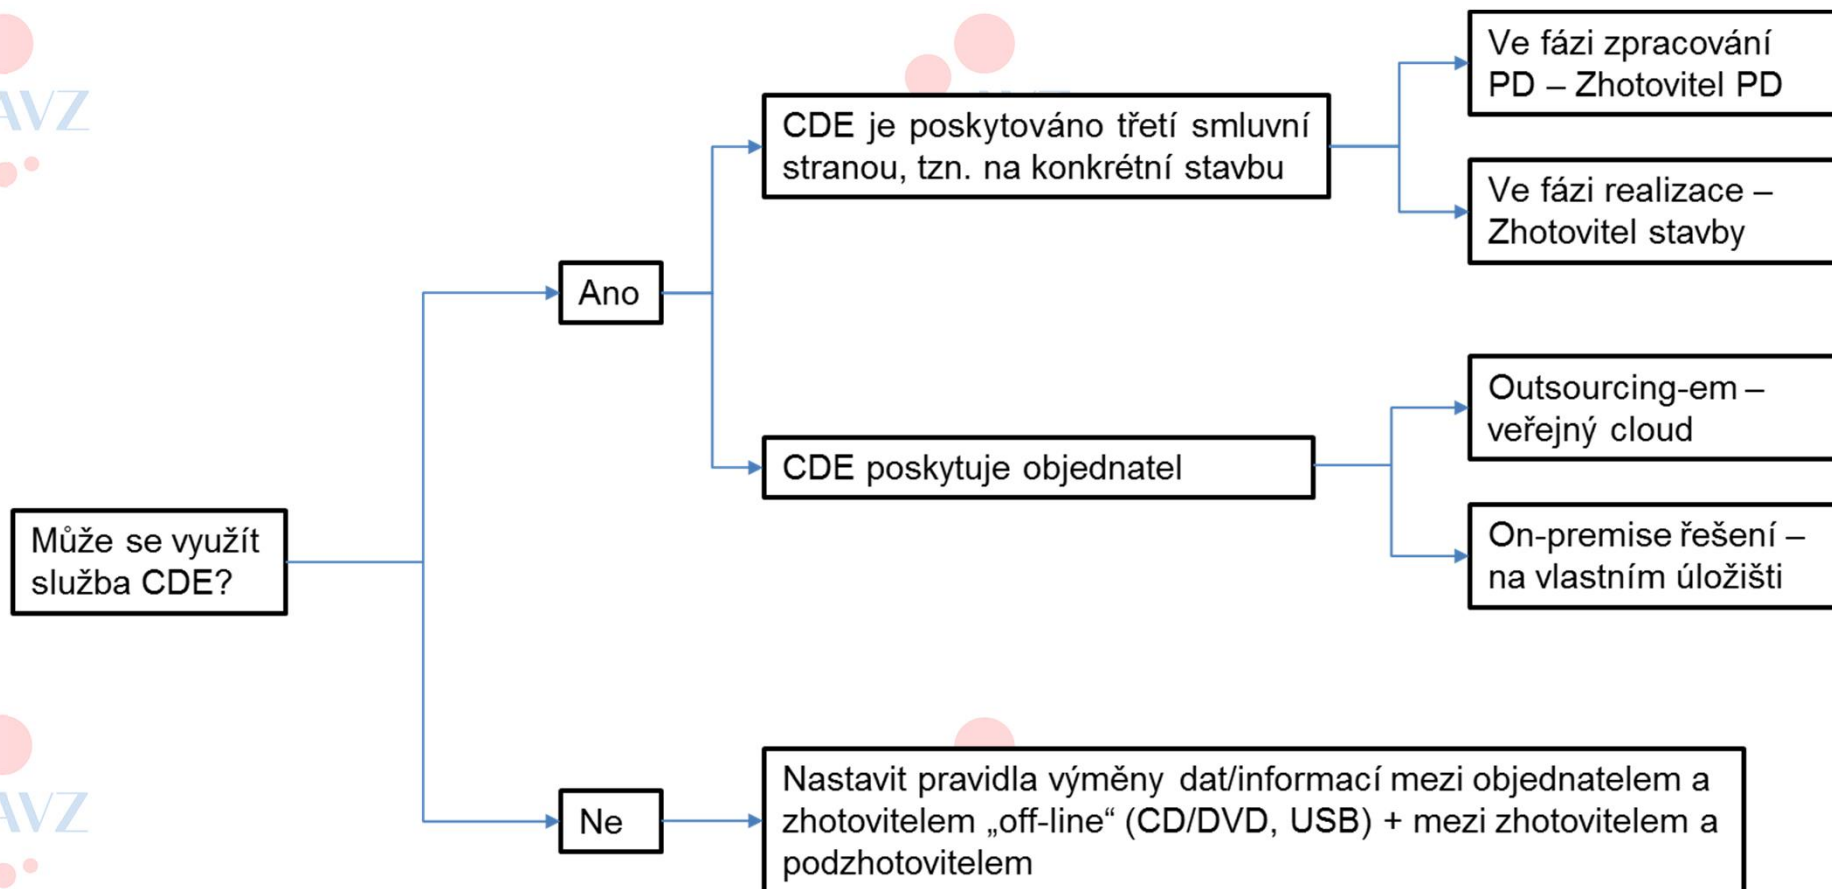 Ve fázi zpracování
PD – Zhotovitel PD
AVZ
CDE je poskytováno třetí smluvní
stranou, tzn. na konkrétní stavbu
Ve fázi realizace –
Zhotovitel stavby
Ano
Outsourcing-em –
veřejný cloud
CDE poskytuje objednatel
On-premise řešení –
na vlastním úložišti
Může se využít
služba CDE?
Ne
Nastavit pravidla výměny dat/informací mezi objednatelem a
zhotovitelem „off-line“ (CD/DVD, USB) + mezi zhotovitelem a
podzhotovitelem
AVZ